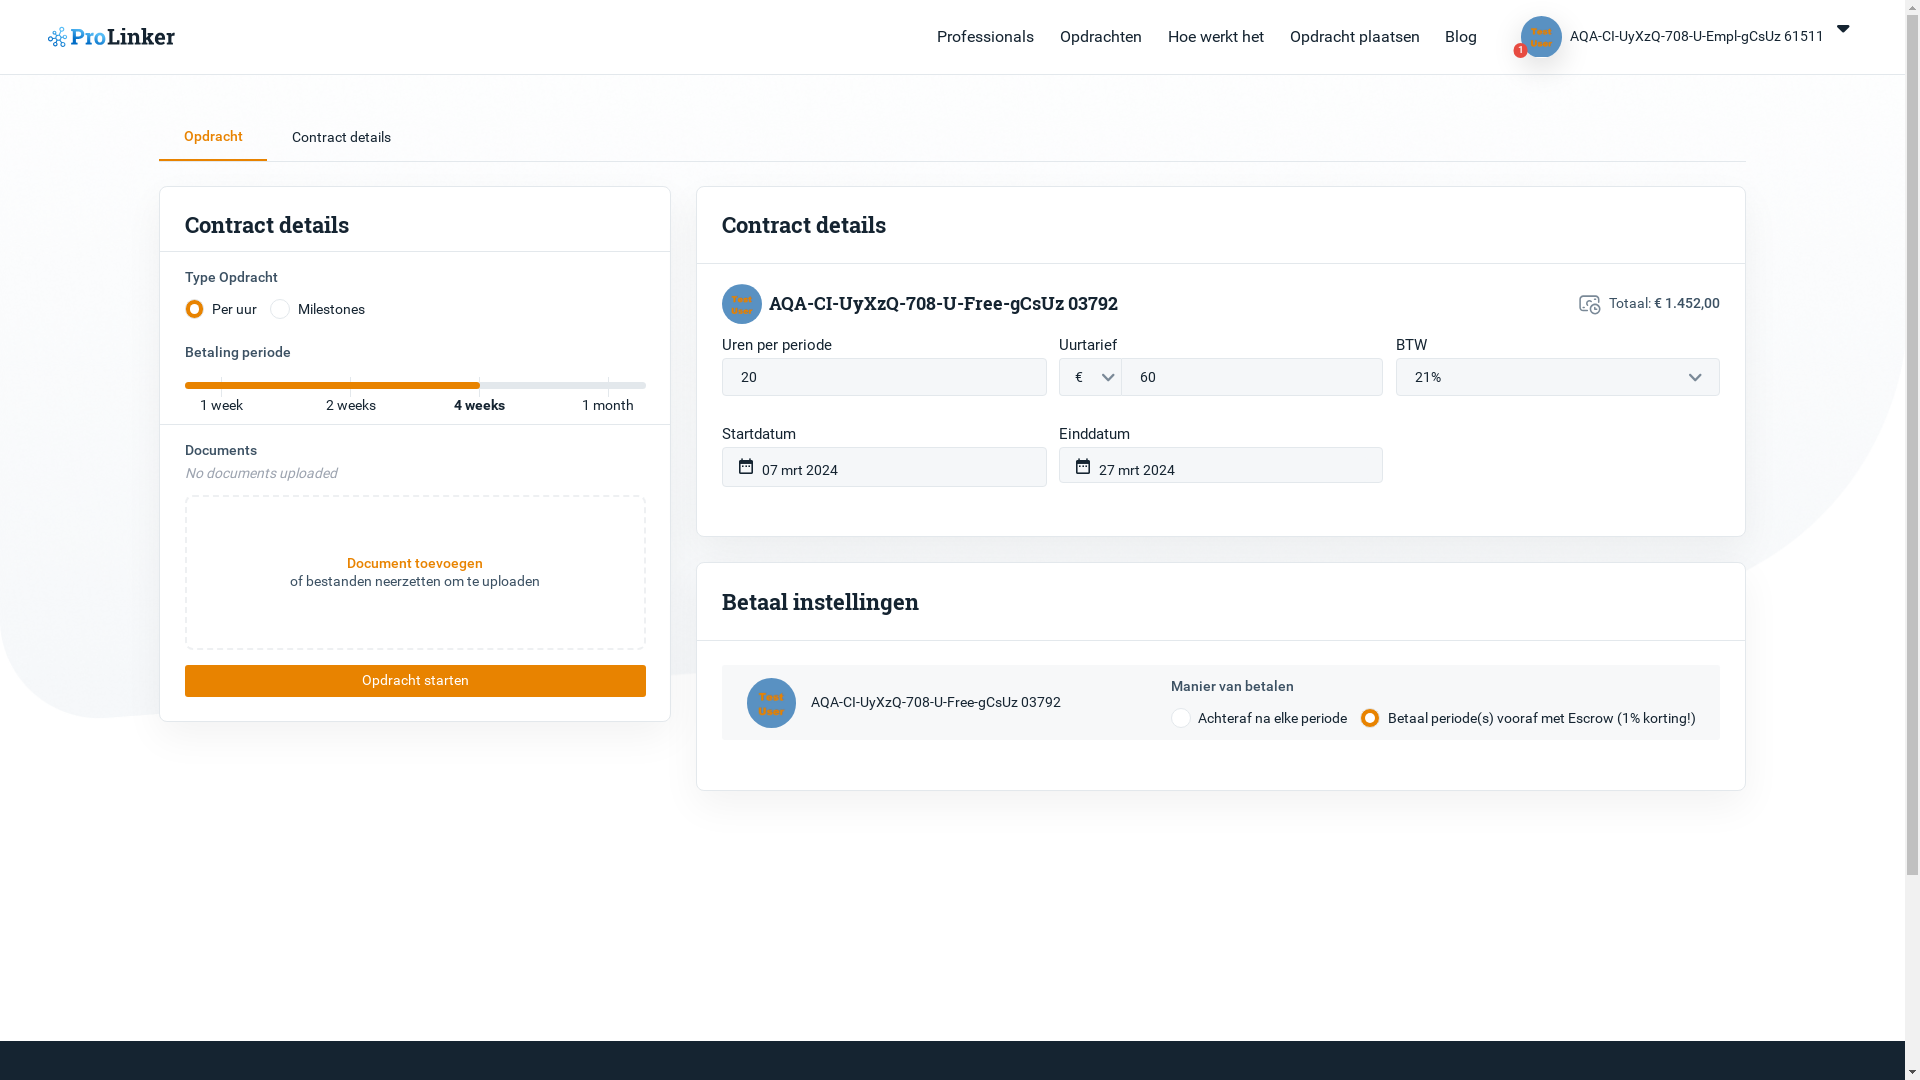 ProLinker
Professionals
Opdrachten
Hoe werkt het
Opdracht plaatsen
Blog
Test
User
1
AQA-CI-UyXzQ-708-U-Empl-gCsUz 61511
Opdracht
Contract details
Contract details
Type Opdracht
Per uur
Milestones
Betaling periode
1 week
2 weeks
4 weeks
1 month
Documents
No documents uploaded
Document toevoegen
of bestanden neerzetten om te uploaden
Opdracht starten
Contract details
Test
User
AQA-CI-UyXzQ-708-U-Free-gCsUz 03792
Totaal: € 1.452,00
Uren per periode
Uurtarief
BTW
20
€
60
21%
Startdatum
Einddatum
07 mrt 2024
27 mrt 2024
Betaal instellingen
Test
User
AQA-CI-UyXzQ-708-U-Free-gCsUz 03792
Manier van betalen
Achteraf na elke periode
Betaal periode(s) vooraf met Escrow (1% korting!)